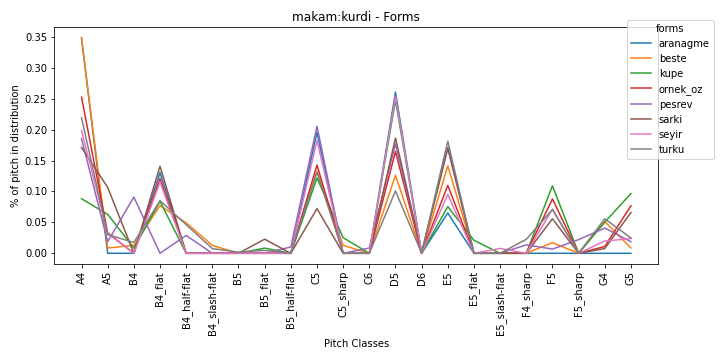 makam:kurdi - Forms
forms
aranagme
beste
kupe
ornek_oz
pesrev
sarki
seyir
turku
% of pitch in distribution
0.35
0.30
0.25
0.20
0.15
0.10
0.05
0.00
A4
A5
B4
B4_flat
B4_half-flat
B4_slash-flat
B5
B5_flat
B5_half-flat
C5
C5_sharp
C6
D5
D6
E5
E5_flat
E5_slash-flat
F4_sharp
F5
F5_sharp
G4
G5
Pitch Classes